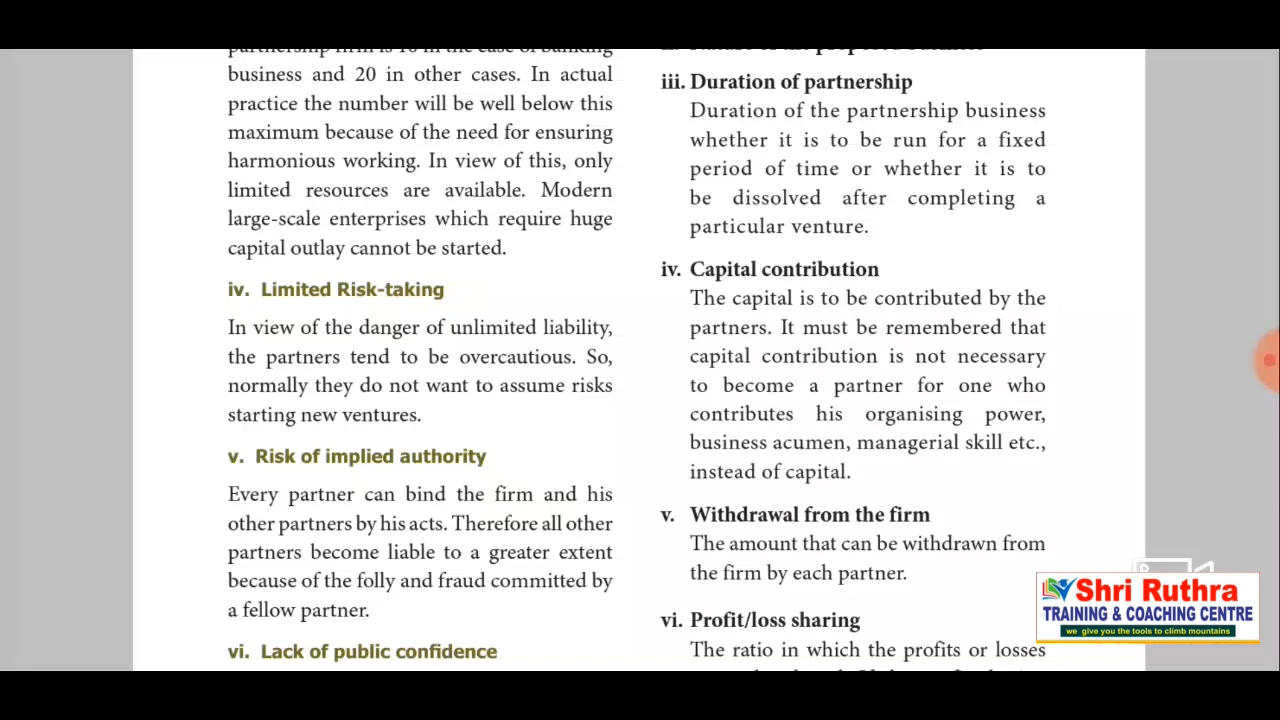 partnership firm is 10 in the case of banking
business and 20 in other cases. In actual
practice the number will be well below this
maximum because of the need for ensuring
harmonious working. In view of this, only
limited resources are available. Modern
large-scale enterprises which require huge
capital outlay cannot be started.
iv. Limited Risk-taking
In view of the danger of unlimited liability,
the partners tend to be overcautious. So,
normally they do not want to assume risks
starting new ventures.
v. Risk of implied authority
Every partner can bind the firm and his
other partners by his acts. Therefore all other
partners become liable to a greater extent
because of the folly and fraud committed by
a fellow partner.
vi. Lack of public confidence
iii. Duration of partnership
Duration of the partnership business
whether it is to be run for a fixed
period of time or whether it is to
be dissolved after completing a
particular venture.
iv. Capital contribution
The capital is to be contributed by the
partners. It must be remembered that
capital contribution is not necessary
to become a partner for one who
contributes his organising power,
business acumen, managerial skill etc.,
instead of capital.
v. Withdrawal from the firm
The amount that can be withdrawn from
the firm by each partner.
vi. Profit/loss sharing
The ratio in which the profits or losses
Shri Ruthra
TRAINING & COACHING CENTRE
we give you the tools to climb mountains